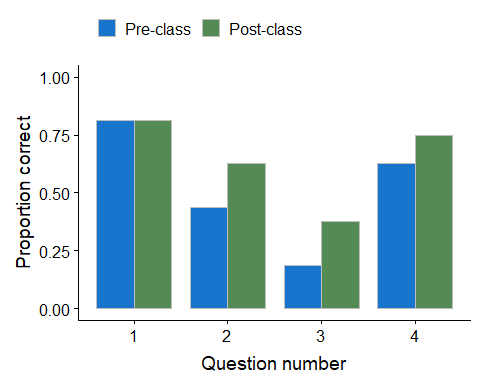 Pre-class Post-class
1.00
0.75
0.50
0.25
0.00
Proportion correct
1 2 3 4
Question number